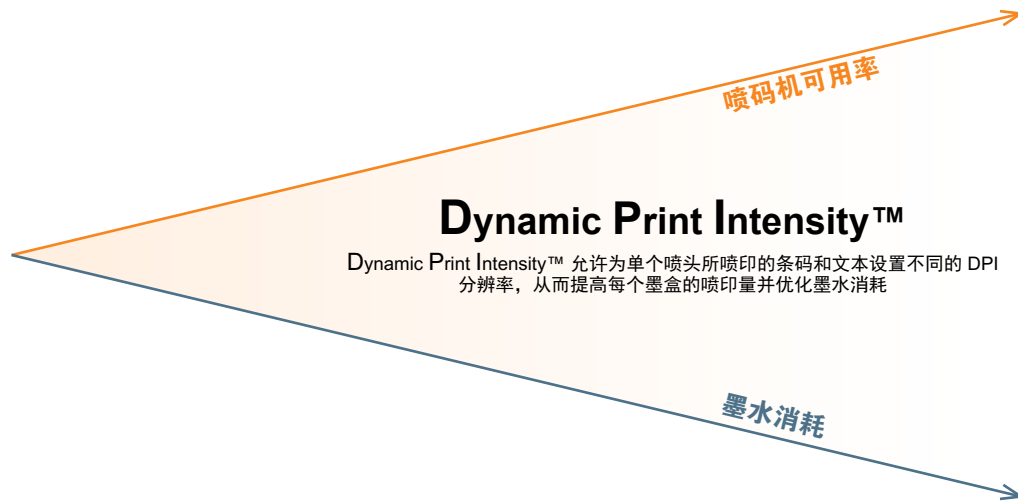 喷码机可用率
Dynamic Print Intensity™
Dynamic Print Intensity™ 允许为单个喷头所喷印的条码和文本设置不同的 DPI
分辨率，从而提高每个墨盒的喷印量并优化墨水消耗
墨水消耗